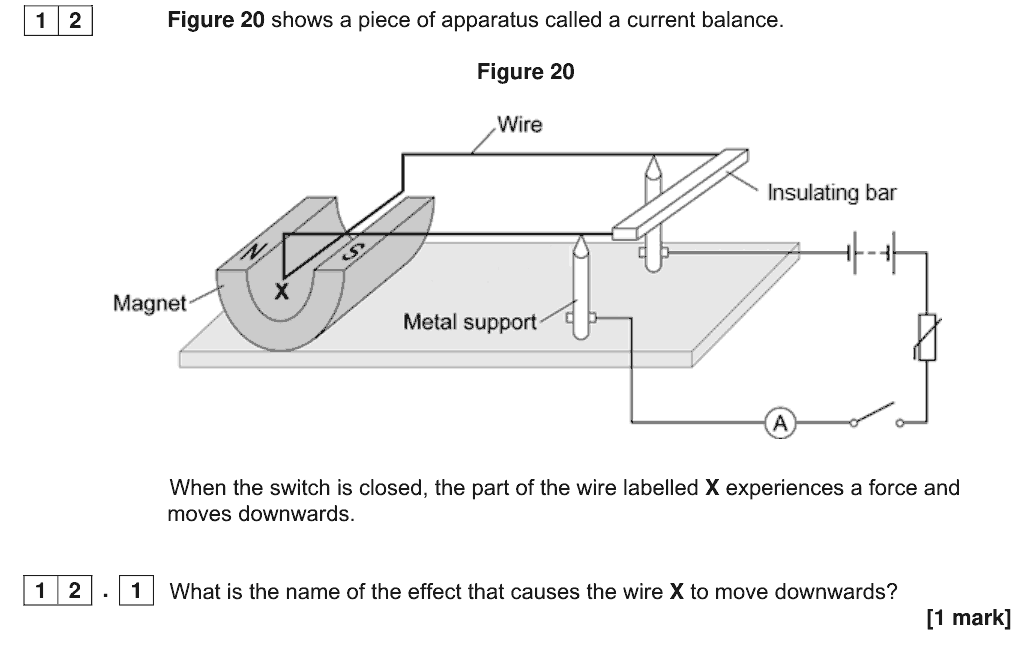 1 2 Figure 20 shows a piece of apparatus called a current balance.
Figure 20
Wire
Insulating bar
N
S
X
Magnet
Metal support
A
When the switch is closed, the part of the wire labelled X experiences a force and
moves downwards.
1 2 . 1 What is the name of the effect that causes the wire X to move downwards?
[1 mark]